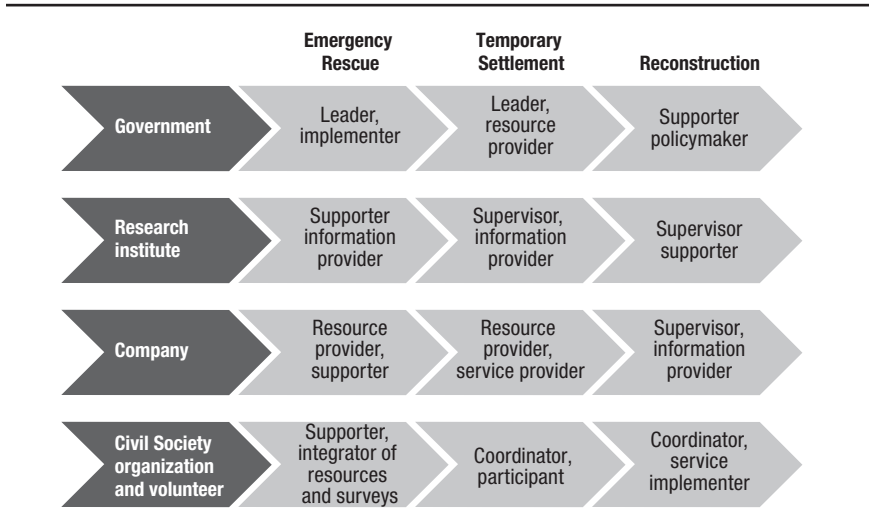 Emergency
Rescue
Temporary
Settlement
Reconstruction
Government
Leader,
implementer
Leader,
resource
provider
Supporter
policymaker
Research
institute
Supporter
information
provider
Supervisor,
information
provider
Supervisor
supporter
Company
Resource
provider,
supporter
Resource
provider,
service provider
Supervisor,
information
provider
Civil Society
organization
and volunteer
Supporter,
integrator of
resources
and surveys
Coordinator,
participant
Coordinator,
service
implementer